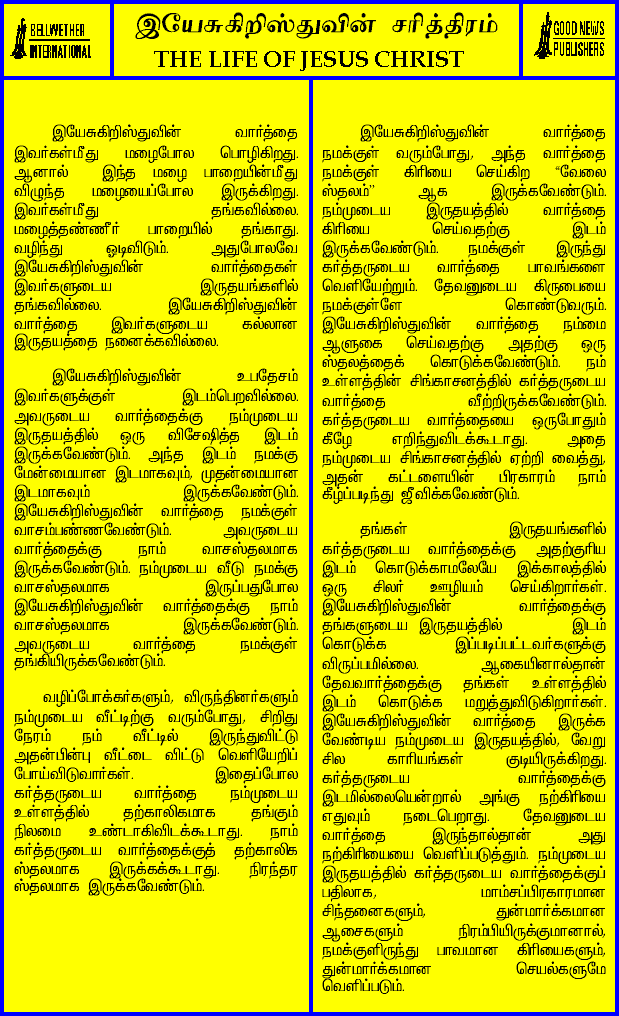 BELLWETHER
INTERNATIONAL
இயேசுகிறிஸ்துவின் சரித்திரம்
THE LIFE OF JESUS CHRIST
GOOD NEWS
PUBLISHERS
இயேசுகிறிஸ்துவின் வார்த்தை
இவர்கள்மீது மழைபோல பொழிகிறது.
ஆனால் இந்த மழை பாறையின்மீது
விழுந்த மழையைப்போல இருக்கிறது.
இவர்கள்மீது தங்கவில்லை.
மழைத்தண்ணீர் பாறையில் தங்காது.
வழிந்து ஓடிவிடும். அதுபோலவே
இயேசுகிறிஸ்துவின் வார்த்தைகள்
இவர்களுடைய இருதயங்களில்
தங்கவில்லை. இயேசுகிறிஸ்துவின்
வார்த்தை இவர்களுடைய கல்லான
இருதயத்தை நனைக்கவில்லை.
இயேசுகிறிஸ்துவின் உபதேசம்
இவர்களுக்குள் இடம்பெறவில்லை.
அவருடைய வார்த்தைக்கு நம்முடைய
இருதயத்தில் ஒரு விசேஷித்த இடம்
இருக்கவேண்டும். அந்த இடம் நமக்கு
மேன்மையான இடமாகவும், முதன்மையான
இடமாகவும் இருக்கவேண்டும்.
இயேசுகிறிஸ்துவின் வார்த்தை நமக்குள்
வாசம்பண்ணவேண்டும். அவருடைய
வார்த்தைக்கு நாம் வாசஸ்தலமாக
இருக்கவேண்டும். நம்முடைய வீடு நமக்கு
வாசஸ்தலமாக இருப்பதுபோல
இயேசுகிறிஸ்துவின் வார்த்தைக்கு நாம்
வாசஸ்தலமாக இருக்கவேண்டும்.
அவருடைய வார்த்தை நமக்குள்
தங்கியிருக்கவேண்டும்.
வழிப்போக்கர்களும், விருந்தினர்களும்
நம்முடைய வீட்டிற்கு வரும்போது, சிறிது
நேரம் நம் வீட்டில் இருந்துவிட்டு
அதன்பின்பு வீட்டை விட்டு வெளியேறிப்
போய்விடுவார்கள். இதைப்போல
கர்த்தருடைய வார்த்தை நம்முடைய
உள்ளத்தில் தற்காலிகமாக தங்கும்
நிலமை உண்டாகிவிடக்கூடாது. நாம்
கர்த்தருடைய வார்த்தைக்குத் தற்காலிக
ஸ்தலமாக இருக்கக்கூடாது. நிரந்தர
ஸ்தலமாக இருக்கவேண்டும்.
இயேசுகிறிஸ்துவின் வார்த்தை
நமக்குள் வரும்போது, அந்த வார்த்தை
நமக்குள் கிரியை செய்கிற “வேலை
ஸ்தலம்” ஆக இருக்கவேண்டும்.
நம்முடைய இருதயத்தில் வார்த்தை
கிரியை செய்வதற்கு இடம்
இருக்கவேண்டும். நமக்குள் இருந்து
கர்த்தருடைய வார்த்தை பாவங்களை
வெளியேற்றும். தேவனுடைய கிருபையை
நமக்குள்ளே கொண்டுவரும்.
இயேசுகிறிஸ்துவின் வார்த்தை நம்மை
ஆளுகை செய்வதற்கு அதற்கு ஒரு
ஸ்தலத்தைக் கொடுக்கவேண்டும். நம்
உள்ளத்தின் சிங்காசனத்தில் கர்த்தருடைய
வார்த்தை வீற்றிருக்கவேண்டும்.
கர்த்தருடைய வார்த்தையை ஒருபோதும்
கீழே எறிந்துவிடக்கூடாது. அதை
நம்முடைய சிங்காசனத்தில் ஏற்றி வைத்து,
அதன் கட்டளையின் பிரகாரம் நாம்
கீழ்ப்படிந்து ஜீவிக்கவேண்டும்.
தங்கள் இருதயங்களில்
கர்த்தருடைய வார்த்தைக்கு அதற்குரிய
இடம் கொடுக்காமலேயே இக்காலத்தில்
ஒரு சிலர் ஊழியம் செய்கிறார்கள்.
இயேசுகிறிஸ்துவின் வார்த்தைக்கு
தங்களுடைய இருதயத்தில் இடம்
கொடுக்க இப்படிப்பட்டவர்களுக்கு
விருப்பமில்லை. ஆகையினால்தான்
தேவவார்த்தைக்கு தங்கள் உள்ளத்தில்
இடம் கொடுக்க மறுத்துவிடுகிறார்கள்.
இயேசுகிறிஸ்துவின் வார்த்தை இருக்க
வேண்டிய நம்முடைய இருதயத்தில், வேறு
சில காரியங்கள் குடியிருக்கிறது.
கர்த்தருடைய வார்த்தைக்கு
இடமில்லையென்றால் அங்கு நற்கிரியை
எதுவும் நடைபெறாது. தேவனுடைய
வார்த்தை இருந்தால்தான் அது
நற்கிரியையை வெளிப்படுத்தும். நம்முடைய
இருதயத்தில் கர்த்தருடைய வார்த்தைக்குப்
பதிலாக, மாம்சப்பிரகாரமான
சிந்தனைகளும், துன்மார்க்கமான
ஆசைகளும் நிரம்பியிருக்குமானால்,
நமக்குளிருந்து பாவமான கிரியைகளும்,
துன்மார்க்கமான செயல்களுமே
வெளிப்படும்.